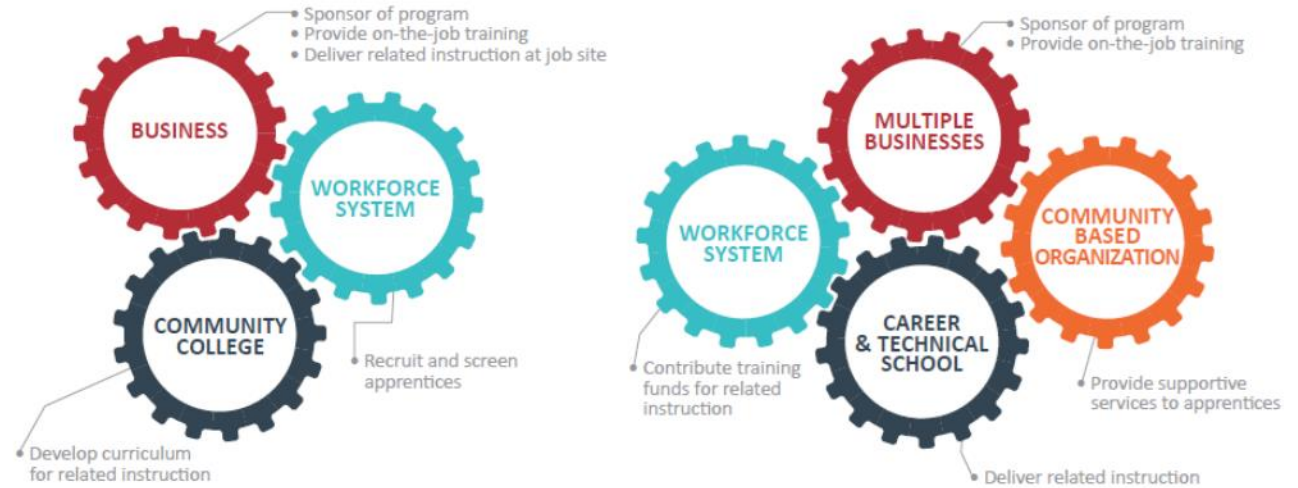 • Sponsor of program
• Provide on-the-job training
• Deliver related instruction at job site
BUSINESS
WORKFORCE
SYSTEM
COMMUNITY
COLLEGE
• Recruit and screen
apprentices
• Develop curriculum
for related instruction
• Sponsor of program
• Provide on-the-job training
MULTIPLE
BUSINESSES
WORKFORCE
SYSTEM
COMMUNITY
BASED
ORGANIZATION
CAREER
& TECHNICAL
SCHOOL
• Contribute training
funds for related
instruction
• Provide supportive
services to apprentices
• Deliver related instruction